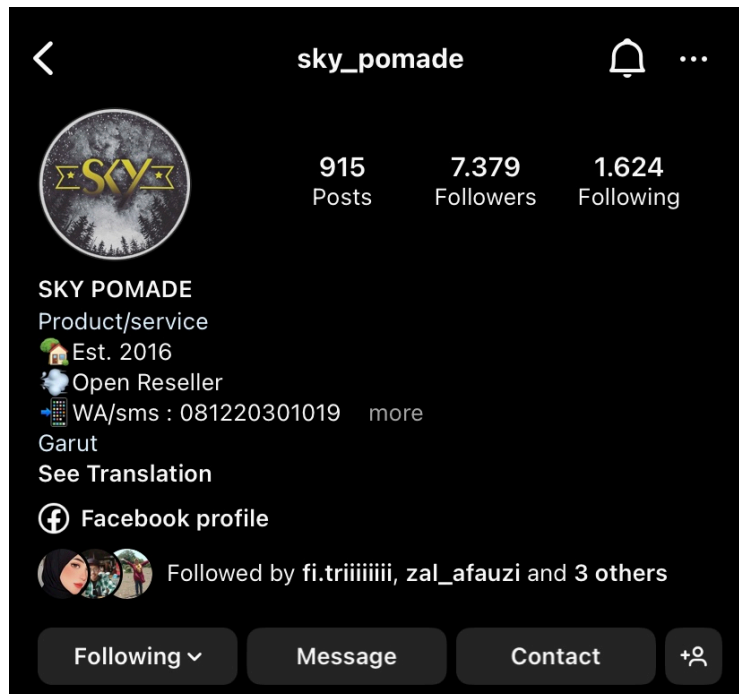 sky_pomade
SKY
915 7.379 1.624
Posts Followers Following
SKY POMADE
Product/service
Est. 2016
Open Reseller
WA/sms : 081220301019 more
Garut
See Translation
Facebook profile
Followed by fi.triiiiiiii, zal_afauzi and 3 others
Following Message Contact